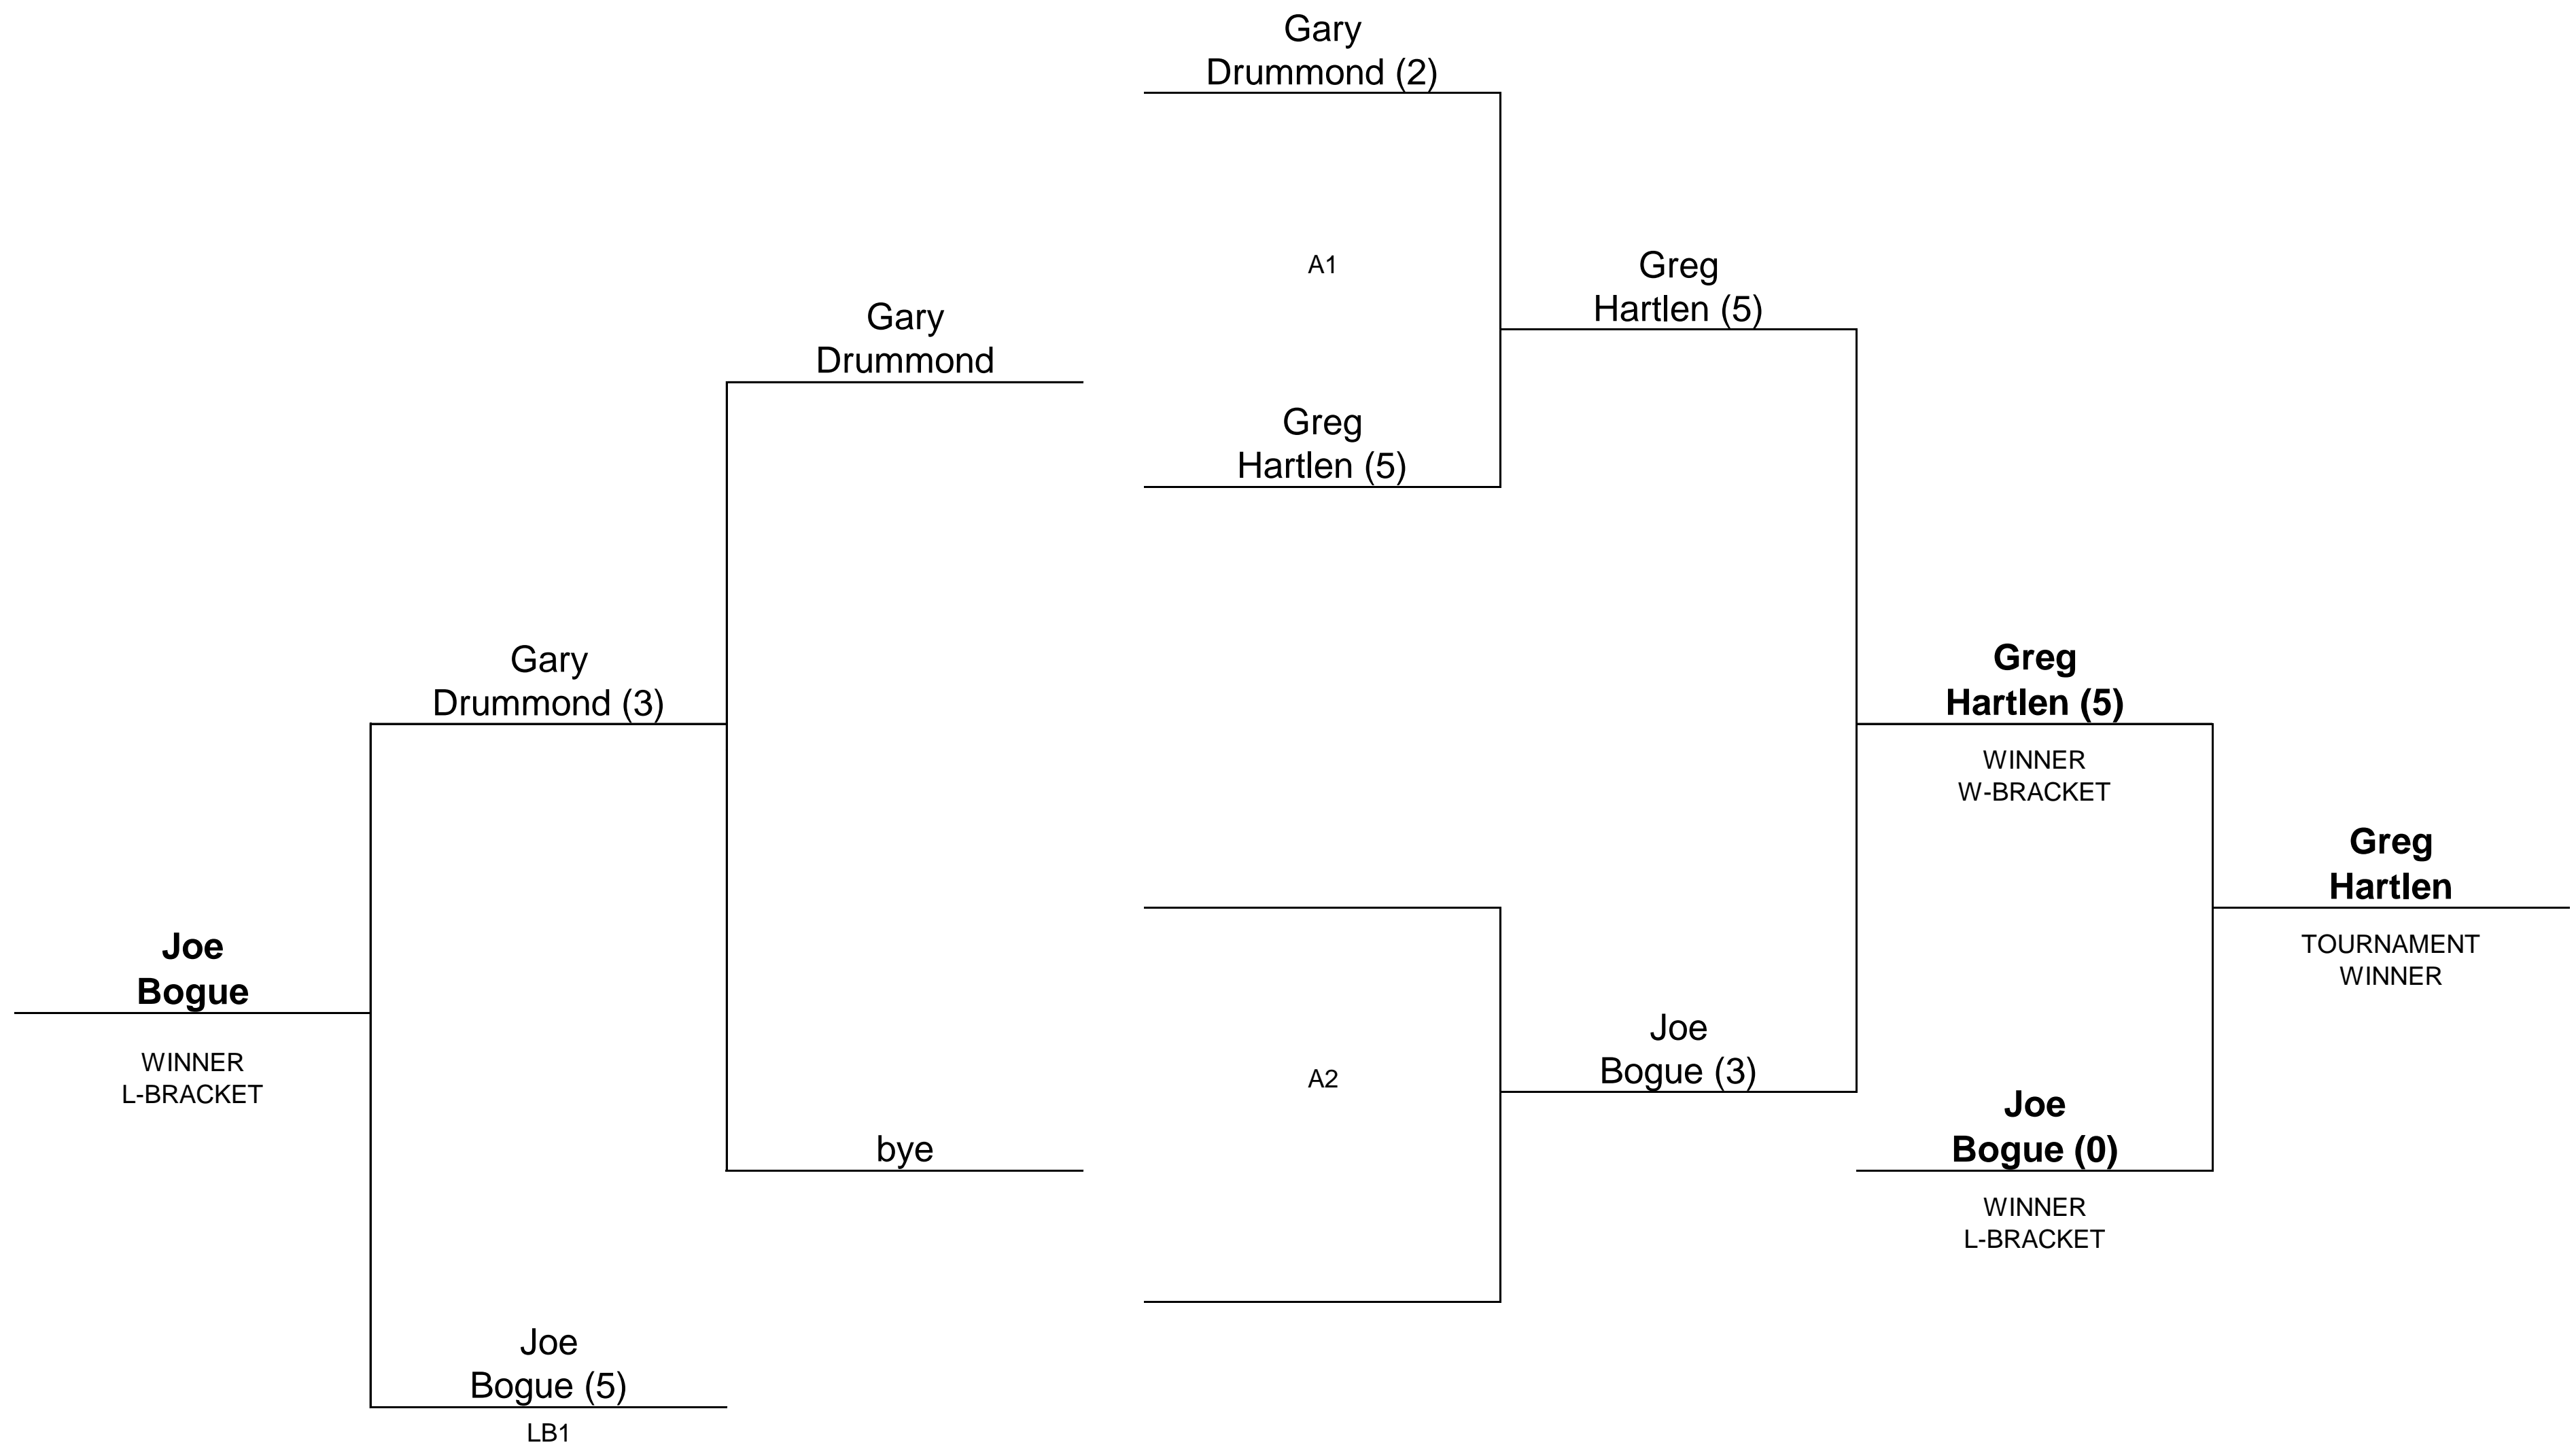 Gary
Drummond (2)
A1
Greg
Hartlen (5)
Gary
Drummond
Greg
Hartlen (5)
Gary
Drummond (3)
Greg
Hartlen (5)
WINNER
W-BRACKET
Greg
Hartlen
TOURNAMENT
WINNER
Joe
Bogue
WINNER
L-BRACKET
A2
Joe
Bogue (3)
bye
Joe
Bogue (0)
WINNER
L-BRACKET
Joe
Bogue (5)
LB1